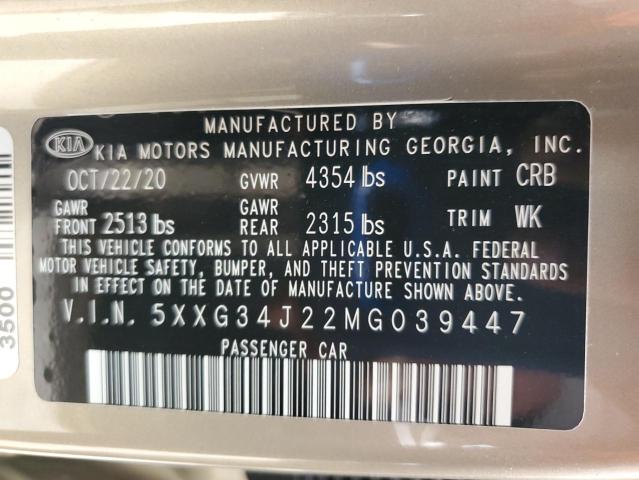 MANUFACTURED BY
KIA KIA MOTORS MANUFACTURING GEORGIA, INC.
OCT/22/20 GVWR 4354 lbs PAINT CRB
GAWR FRONT 2513 lbs GAWR REAR 2315 lbs TRIM WK
THIS VEHICLE CONFORMS TO ALL APPLICABLE U.S.A. FEDERAL
MOTOR VEHICLE SAFETY, BUMPER, AND THEFT PREVENTION STANDARDS
IN EFFECT ON THE DATE OF MANUFACTURE SHOWN ABOVE.
V.I.N. 5XXG34J22MG039447
PASSENGER CAR
3500